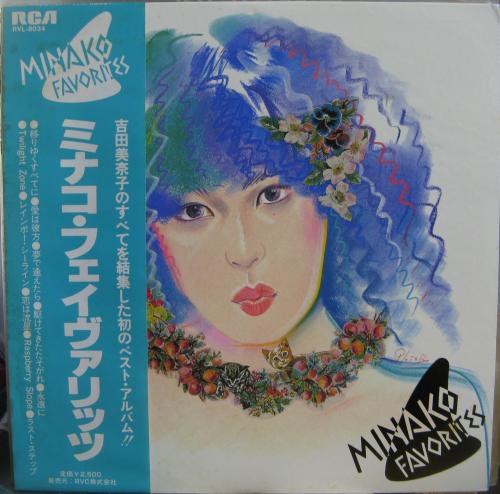 RCA
RVL-8034
MINAKO
FAVORITES
吉田美奈子のすべてを結集した初のベスト・アルバム!!
ミナコ・フェイヴァリッツ
●移りゆくすべてに●愛は彼方●夢で逢えたら●駆けてきたたそがれ●永遠に
●Twilight Zone●レインボー・シー・ライン●恋は流星●Raspberry Slope●ラスト・ステップ
定価¥2,500
発売元:RVC株式会社
MINAKO
FAVORITES